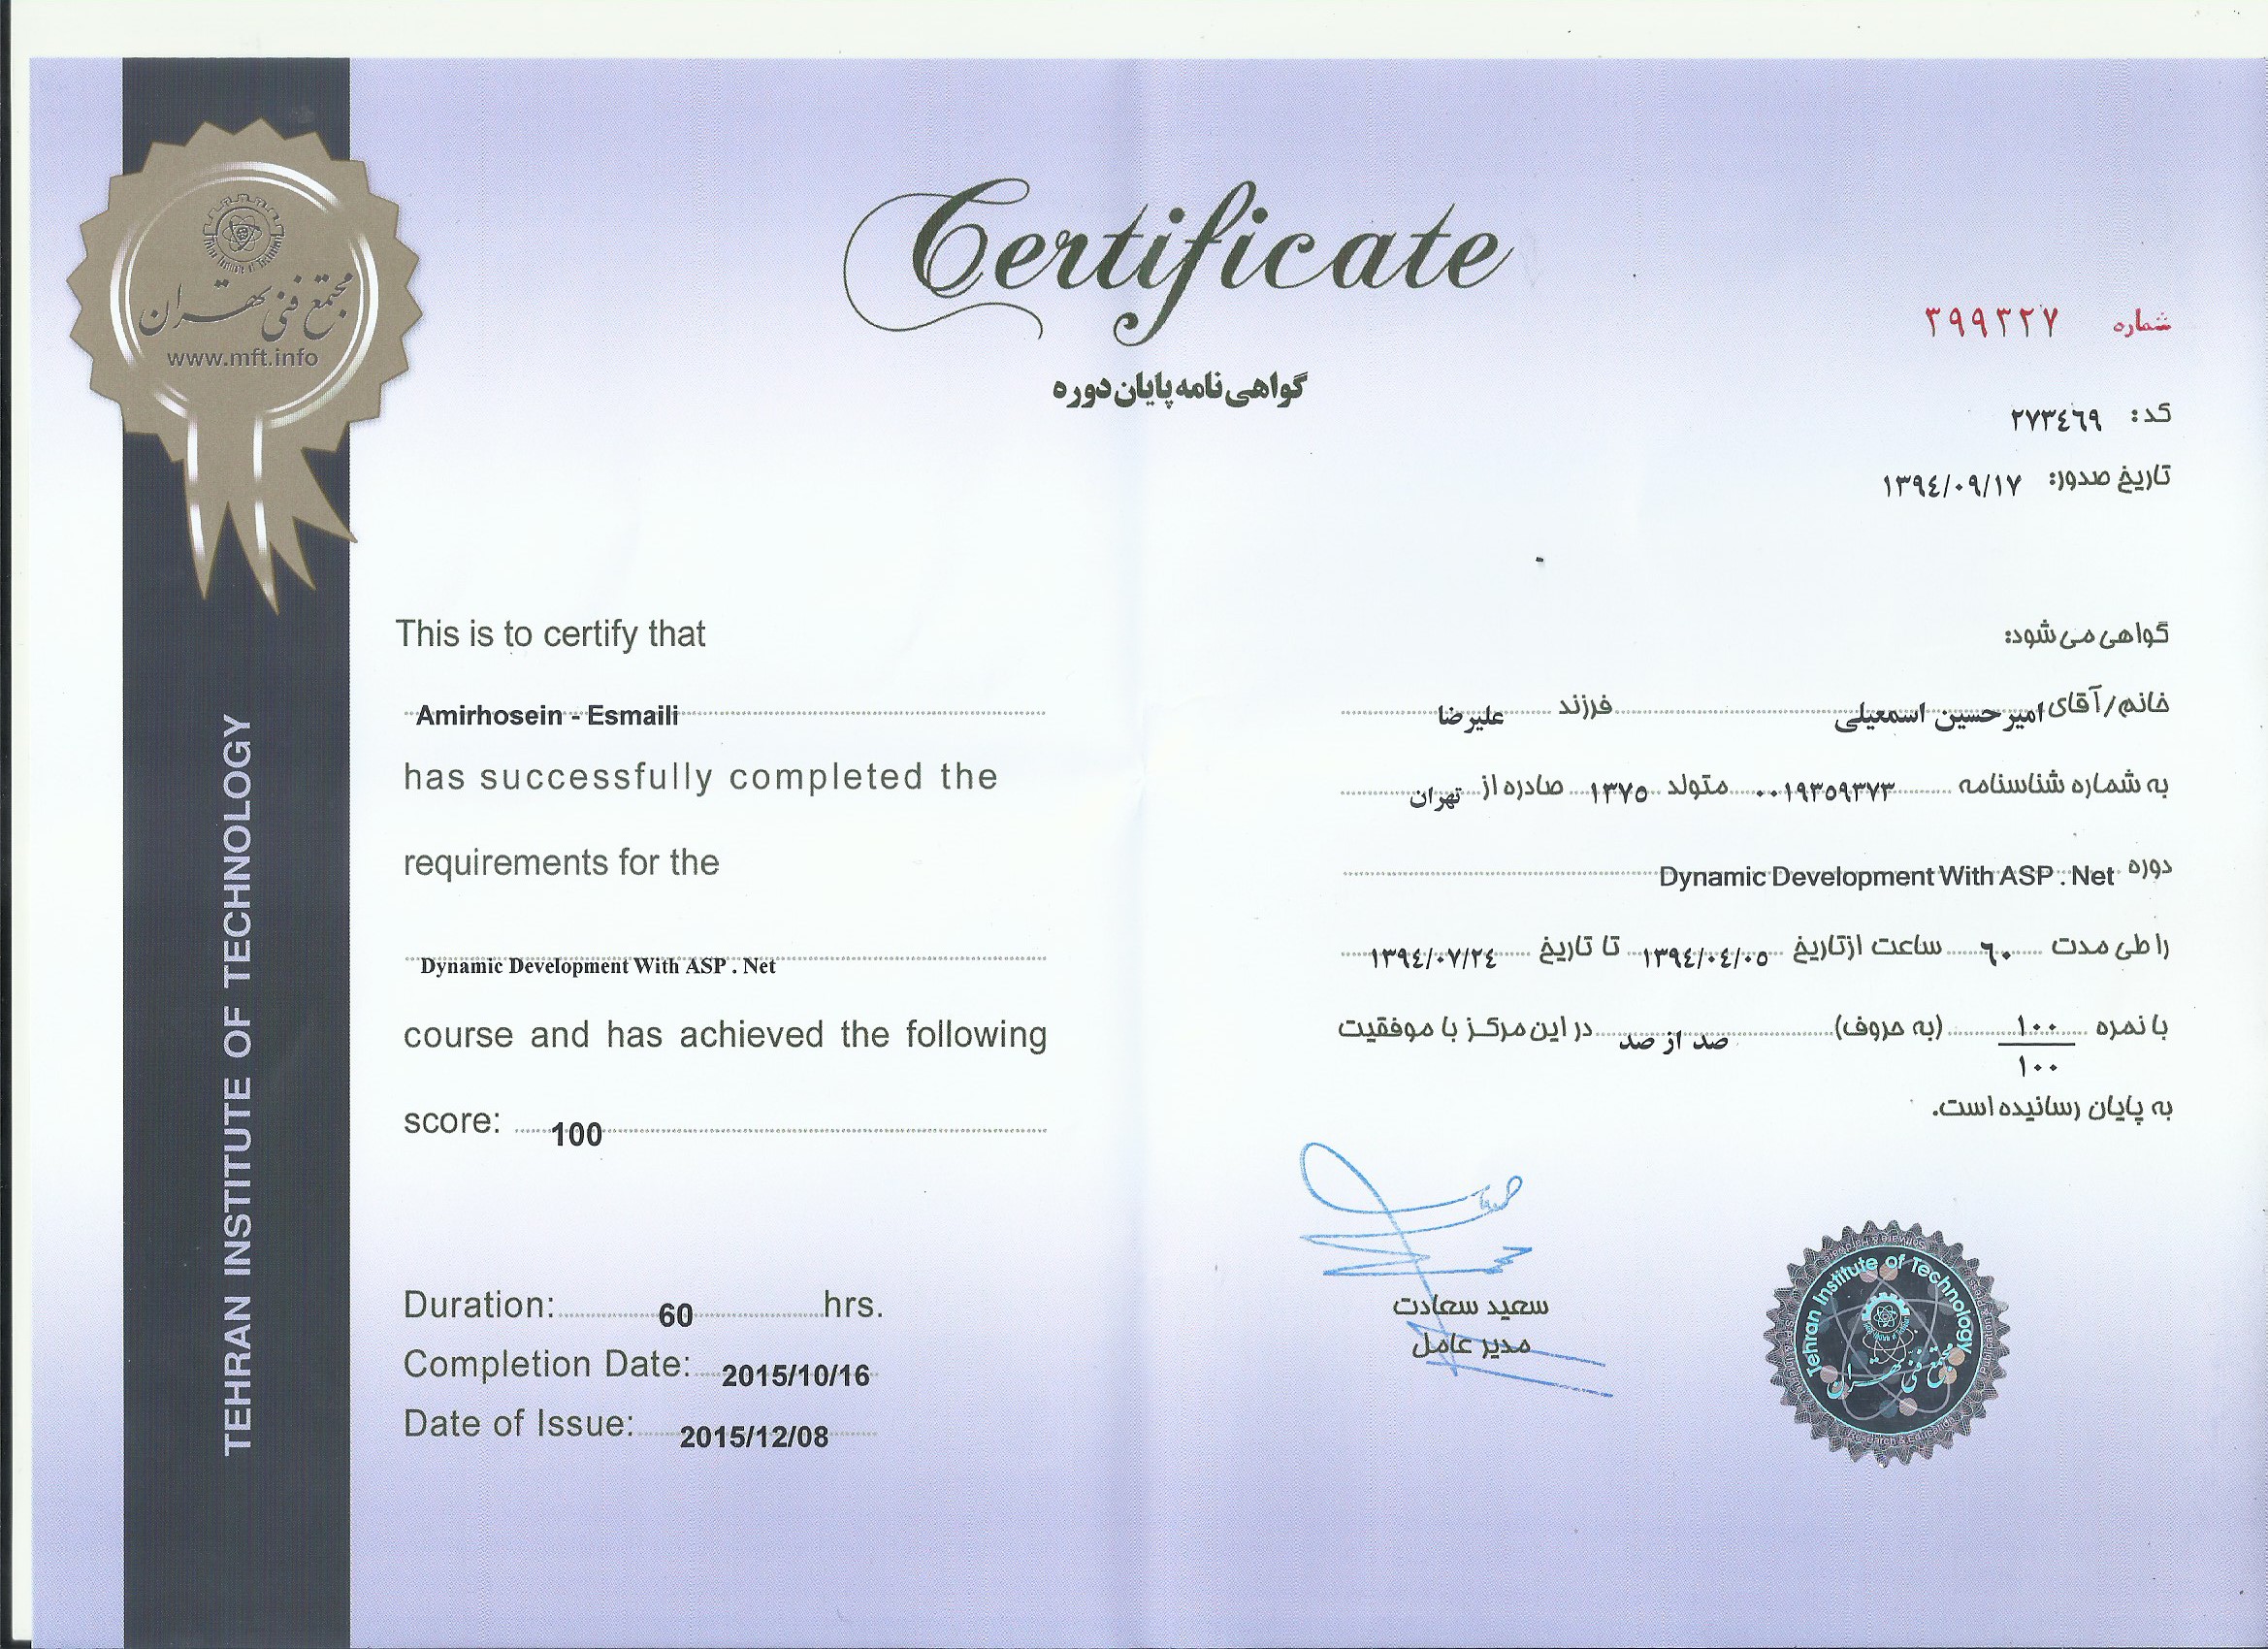 Certificate
گواهی نامه پایان دوره
مجتمع فنی تهران
www.mft.info
TEHRAN INSTITUTE OF TECHNOLOGY
شماره ۳۹۹۳۲۷
کد: ۲۷۳٤٦۹
تاریخ صدور: ۱۳۹٤/۰۹/۱۷
This is to certify that
Amirhosein - Esmaili
has successfully completed the
requirements for the
Dynamic Development With ASP . Net
course and has achieved the following
score: 100
Duration: 60 hrs.
Completion Date: 2015/10/16
Date of Issue: 2015/12/08
گواهی می شود:
خانم/آقای امیر حسین اسمعیلی فرزند علیرضا
به شماره شناسنامه ۰۰۱۹۳٥۹۳۷۳ متولد ۱۳۷٥ صادره از تهران
دوره Dynamic Development With ASP . Net
را طی مدت ٦۰ ساعت از تاریخ ۱۳۹٤/۰٤/۰٥ تا تاریخ ۱۳۹٤/۰۷/۲٤
با نمره ۱۰۰/۱۰۰ (به حروف) صد از صد در این مرکز با موفقیت
به پایان رسانیده است.
سعید سعادت
مدیر عامل
Tehran Institute of Technology
مجتمع فنی تهران